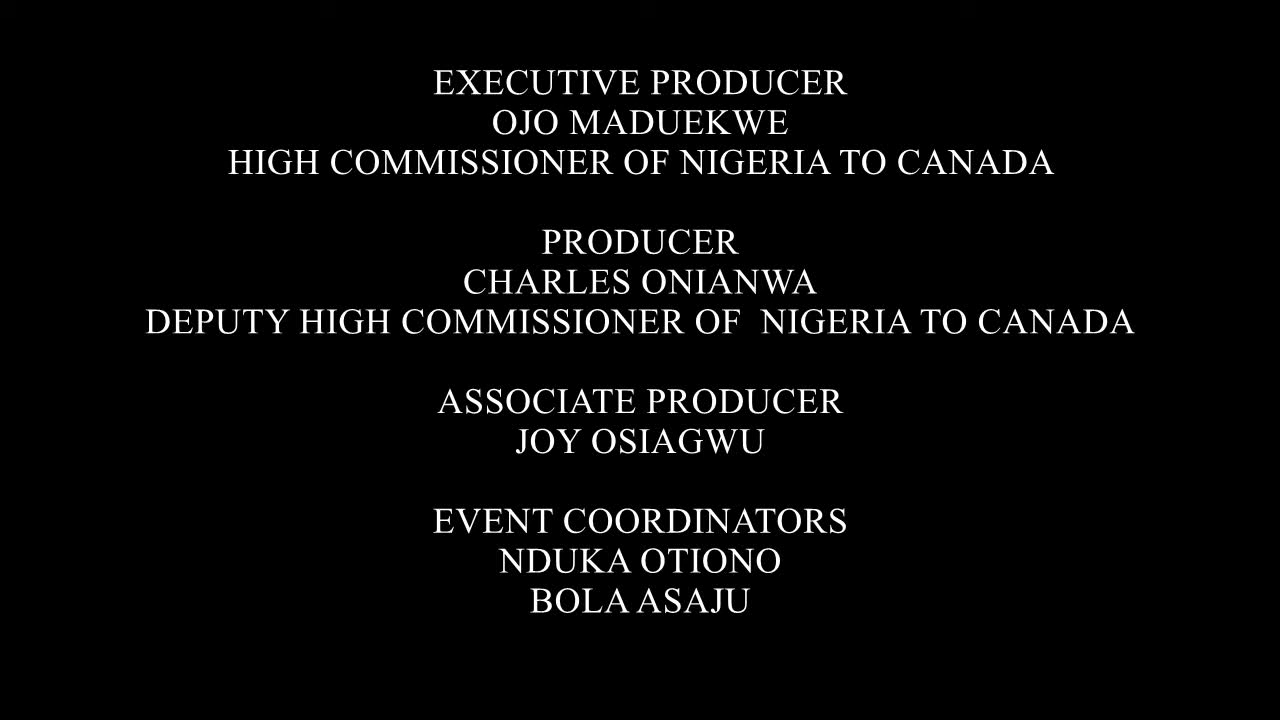 EXECUTIVE PRODUCER
OJO MADUEKWE
HIGH COMMISSIONER OF NIGERIA TO CANADA
PRODUCER
CHARLES ONIANWA
DEPUTY HIGH COMMISSIONER OF  NIGERIA TO CANADA
ASSOCIATE PRODUCER
JOY OSIAGWU
EVENT COORDINATORS
NDUKA OTIONO
BOLA ASAJU